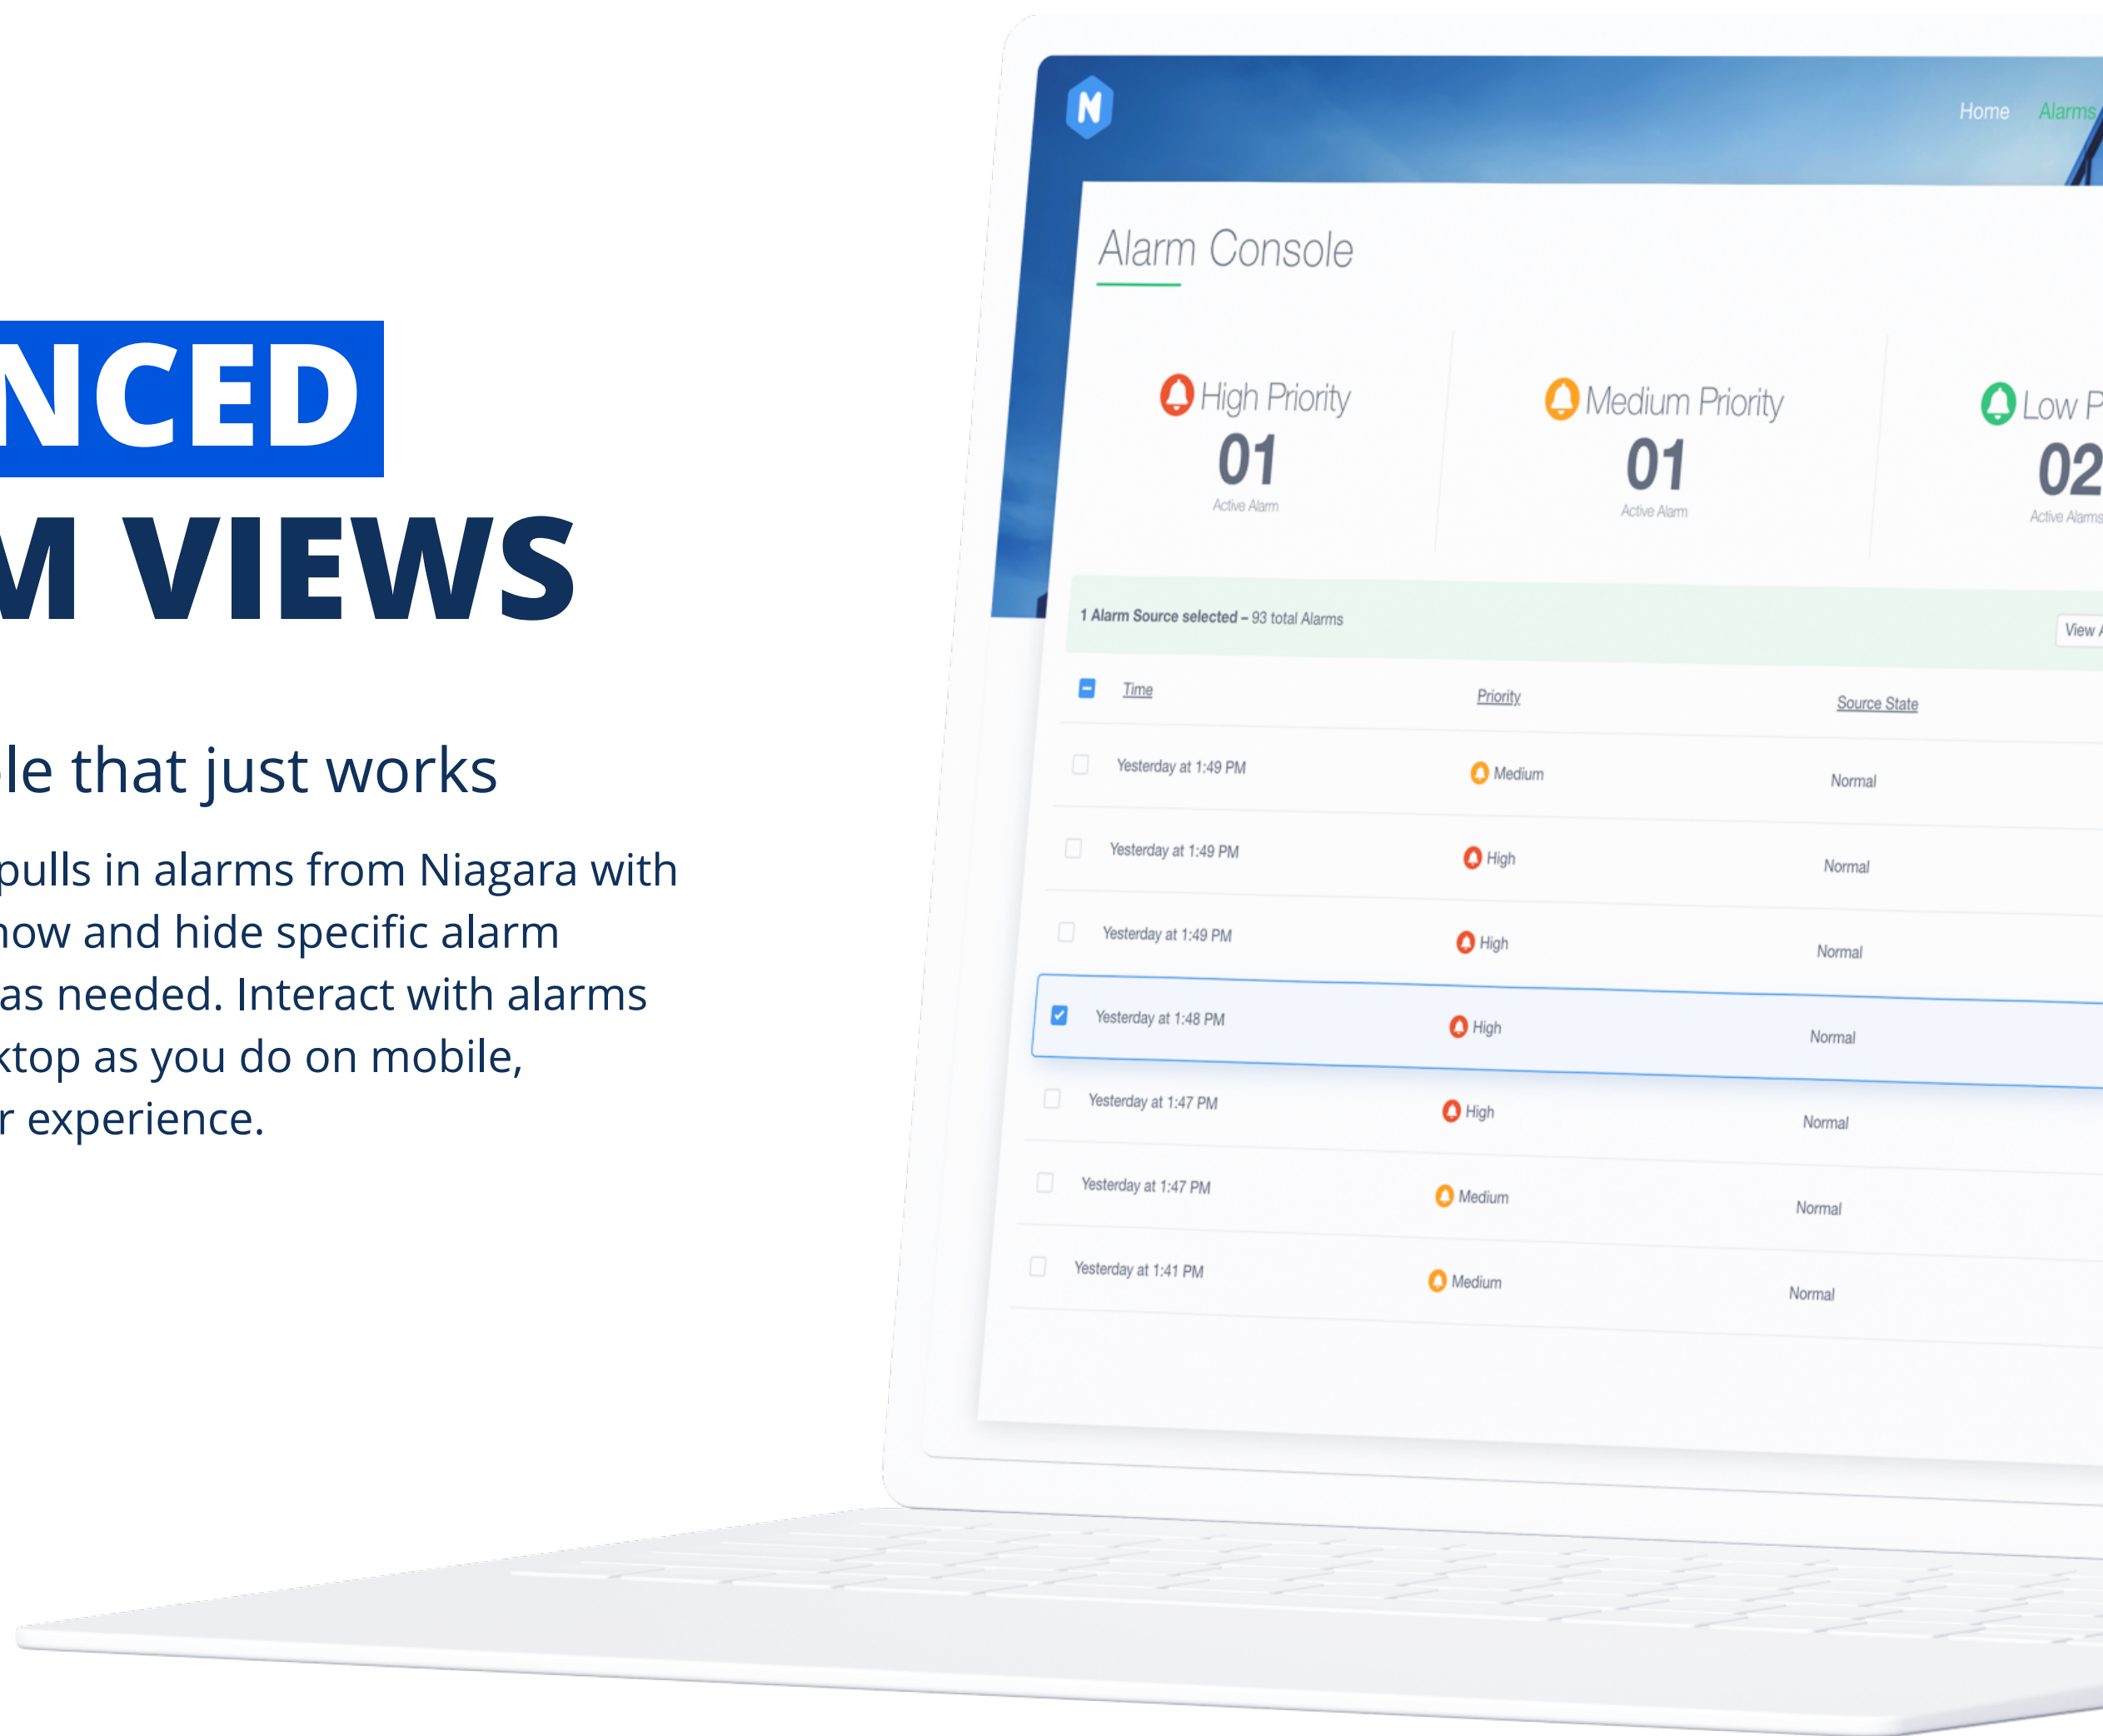 NCED
M VIEWS
le that just works
pulls in alarms from Niagara with
how and hide specific alarm
as needed. Interact with alarms
ktop as you do on mobile,
r experience.
N
Home Alarms
Alarm Console
High Priority
01
Active Alarm
Medium Priority
01
Active Alarm
Low P
02
Active Alarms
1 Alarm Source selected – 93 total Alarms
View A
Time Priority Source State
Yesterday at 1:49 PM Medium Normal
Yesterday at 1:49 PM High Normal
Yesterday at 1:49 PM High Normal
Yesterday at 1:48 PM High Normal
Yesterday at 1:47 PM High Normal
Yesterday at 1:47 PM Medium Normal
Yesterday at 1:41 PM Medium Normal